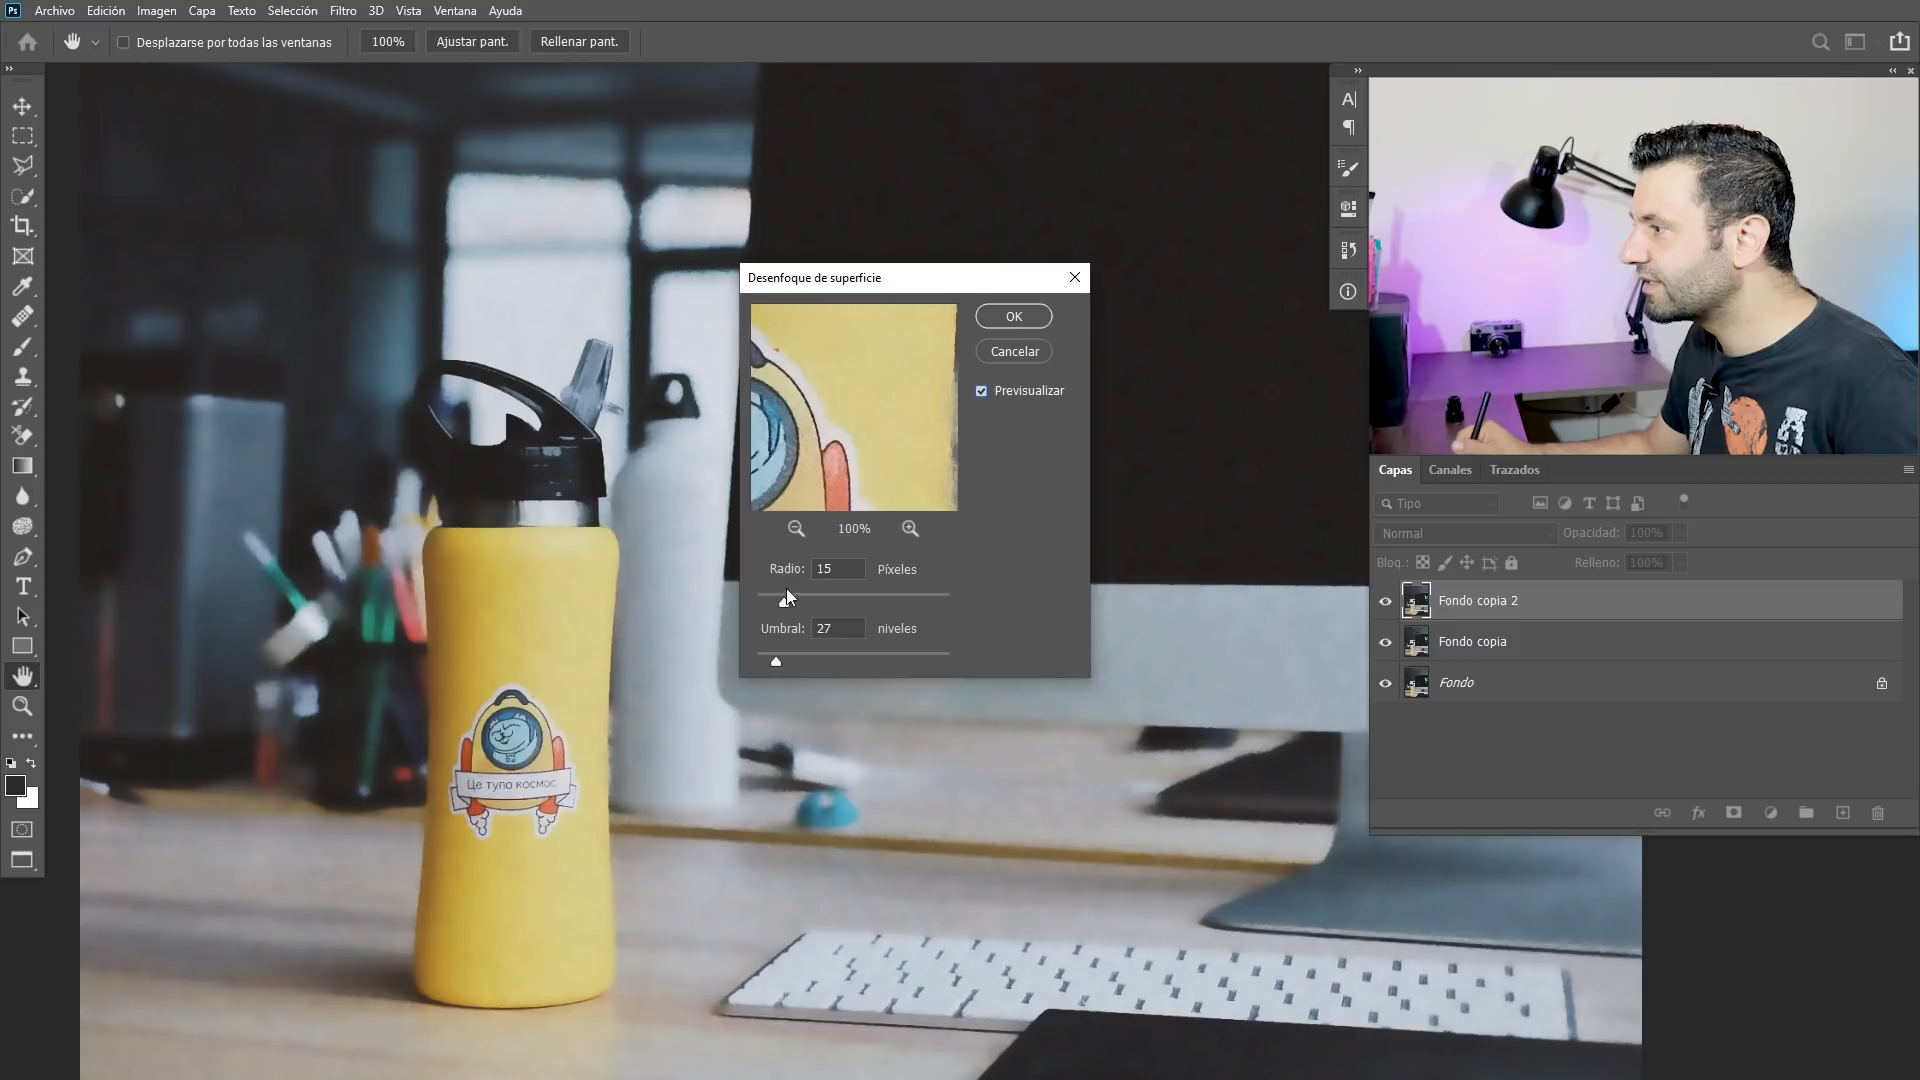 Ps Archivo Edición Imagen Capa Texto Selección Filtro 3D Vista Ventana Ayuda
Desplazarse por todas las ventanas 100% Ajustar pant. Rellenar pant.
Desenfoque de superficie
OK
Cancelar
Previsualizar
100%
Radio: 15 Píxeles
Umbral: 27 niveles
Це тупо космос
Capas Canales Trazados
Tipo
Normal Opacidad: 100%
Bloq.: Relleno: 100%
Fondo copia 2
Fondo copia
Fondo